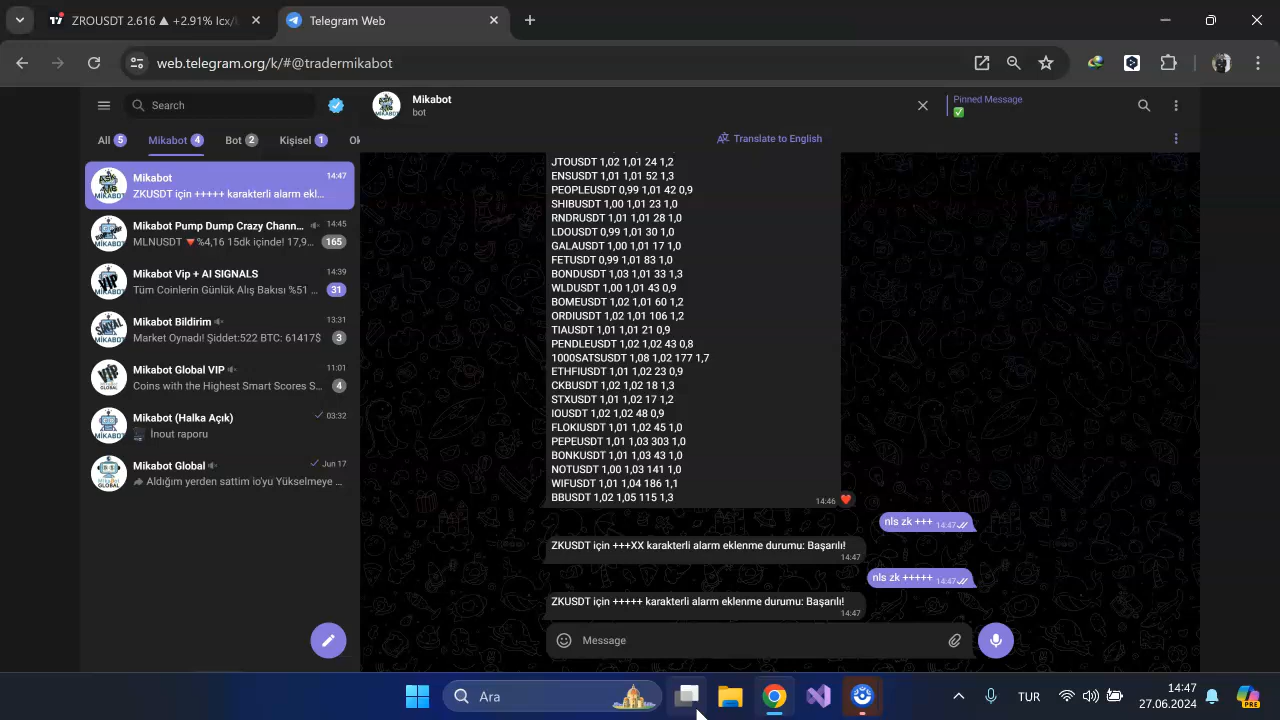 ZROUSDT 2.616 ▲ +2.91% Icx/U
Telegram Web
web.telegram.org/k/#@tradermikabot
Search
All 5
Mikabot 4
Bot 2
Kişisel 1
Ok
Mikabot 14:47
ZKUSDT için +++++ karakterli alarm ekl...
Mikabot Pump Dump Crazy Chann... 14:45
MLNUSDT 🔻%4,16 15dk içinde! 17,9... 165
Mikabot Vip + AI SIGNALS 14:39
Tüm Coinlerin Günlük Alış Bakısı %51 ... 31
Mikabot Bildirim 13:31
Market Oynadı! Şiddet:522 BTC: 61417$ 3
Mikabot Global VIP 11:01
Coins with the Highest Smart Scores S... 4
Mikabot (Halka Açık) 03:32
Inout raporu
Mikabot Global Jun 17
Aldığım yerden sattim io'yu Yükselmeye ...
Mikabot
bot
Pinned Message
✅
Translate to English
JTOUSDT 1,02 1,01 24 1,2
ENSUSDT 1,01 1,01 52 1,3
PEOPLEUSDT 0,99 1,01 42 0,9
SHIBUSDT 1,00 1,01 23 1,0
RNDRUSDT 1,01 1,01 28 1,0
LDOUSDT 0,99 1,01 30 1,0
GALAUSDT 1,00 1,01 17 1,0
FETUSDT 0,99 1,01 83 1,0
BONDUSDT 1,03 1,01 33 1,3
WLDUSDT 1,00 1,01 43 0,9
BOMEUSDT 1,02 1,01 60 1,2
ORDIUSDT 1,02 1,01 106 1,2
TIAUSDT 1,01 1,01 21 0,9
PENDLEUSDT 1,02 1,02 43 0,8
1000SATSUSDT 1,08 1,02 177 1,7
ETHFIUSDT 1,01 1,02 23 0,9
CKBUSDT 1,02 1,02 18 1,3
STXUSDT 1,01 1,02 17 1,2
IOUSDT 1,02 1,02 48 0,9
FLOKIUSDT 1,01 1,02 45 1,0
PEPEUSDT 1,01 1,03 303 1,0
BONKUSDT 1,01 1,03 43 1,0
NOTUSDT 1,00 1,03 141 1,0
WIFUSDT 1,01 1,04 186 1,1
BBUSDT 1,02 1,05 115 1,3
14:46 ❤️
nls zk +++ 14:47
ZKUSDT için +++XX karakterli alarm eklenme durumu: Başarılı!
14:47
nls zk +++++ 14:47
ZKUSDT için +++++ karakterli alarm eklenme durumu: Başarılı!
14:47
Message
Ara
TUR
14:47
27.06.2024
PRE